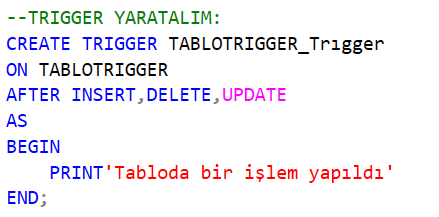 --TRIGGER YARATALIM:
CREATE TRIGGER TABLOTRIGGER_Trıgger
ON TABLOTRIGGER
AFTER INSERT,DELETE,UPDATE
AS
BEGIN
    PRINT'Tabloda bir işlem yapıldı'
END;